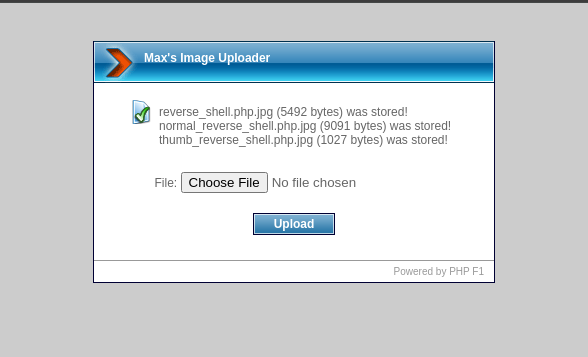 Max's Image Uploader
reverse_shell.php.jpg (5492 bytes) was stored!
normal_reverse_shell.php.jpg (9091 bytes) was stored!
thumb_reverse_shell.php.jpg (1027 bytes) was stored!
File: Choose File No file chosen
Upload
Powered by PHP F1